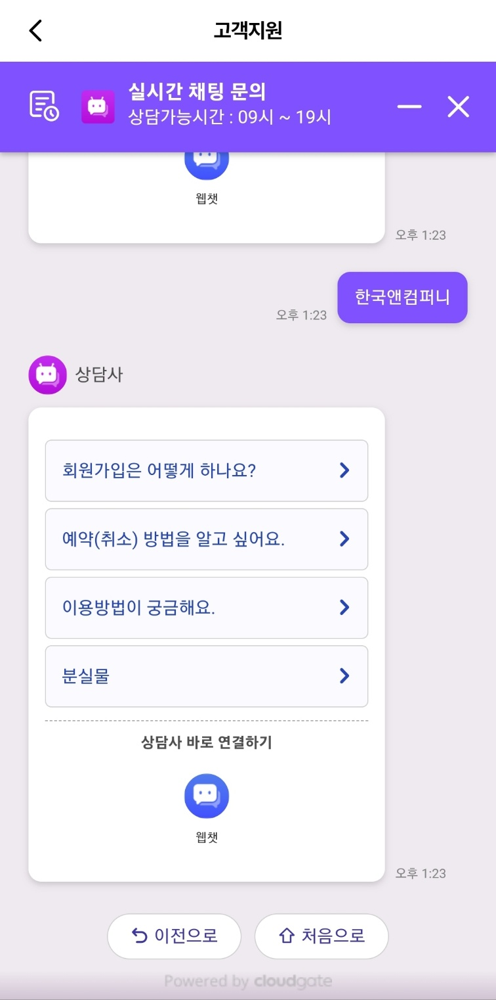 고객지원
실시간 채팅 문의
상담가능시간 : 09시 ~ 19시
웹챗
오후 1:23
한국앤컴퍼니
오후 1:23
상담사
회원가입은 어떻게 하나요?
예약(취소) 방법을 알고 싶어요.
이용방법이 궁금해요.
분실물
상담사 바로 연결하기
웹챗
오후 1:23
이전으로
처음으로
Powered by cloudgate